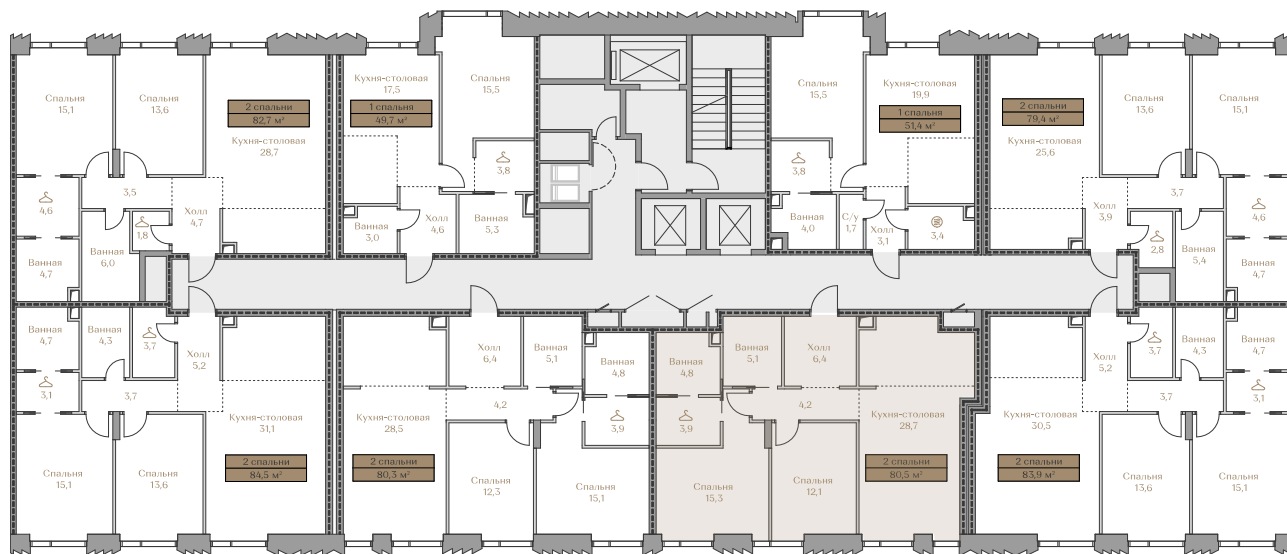 Спальня
15,1
Спальня
13,6
2 спальни
82,7 м²
Кухня-столовая
28,7
4,6
3,5
Холл
4,7
1,8
Ванная
4,7
Ванная
6,0
Кухня-столовая
17,5
1 спальня
49,7 м²
Спальня
15,5
3,8
Ванная
3,0
Холл
4,6
Ванная
5,3
Спальня
15,5
Кухня-столовая
19,9
1 спальня
51,4 м²
3,8
Ванная
4,0
С/у
1,7
Холл
3,1
3,4
2 спальни
79,4 м²
Кухня-столовая
25,6
Спальня
13,6
Спальня
15,1
3,7
Холл
3,9
4,6
2,8
Ванная
5,4
Ванная
4,7
Ванная
4,7
Ванная
4,3
3,7
Холл
5,2
3,1
3,7
Кухня-столовая
31,1
2 спальни
84,5 м²
Спальня
15,1
Спальня
13,6
Холл
6,4
Ванная
5,1
Ванная
4,8
4,2
3,9
Кухня-столовая
28,5
2 спальни
80,3 м²
Спальня
12,3
Спальня
15,1
Ванная
4,8
Ванная
5,1
Холл
6,4
3,9
4,2
Кухня-столовая
28,7
2 спальни
80,5 м²
Спальня
15,3
Спальня
12,1
Холл
5,2
3,7
Ванная
4,3
Ванная
4,7
3,7
3,1
Кухня-столовая
30,5
2 спальни
83,9 м²
Спальня
13,6
Спальня
15,1